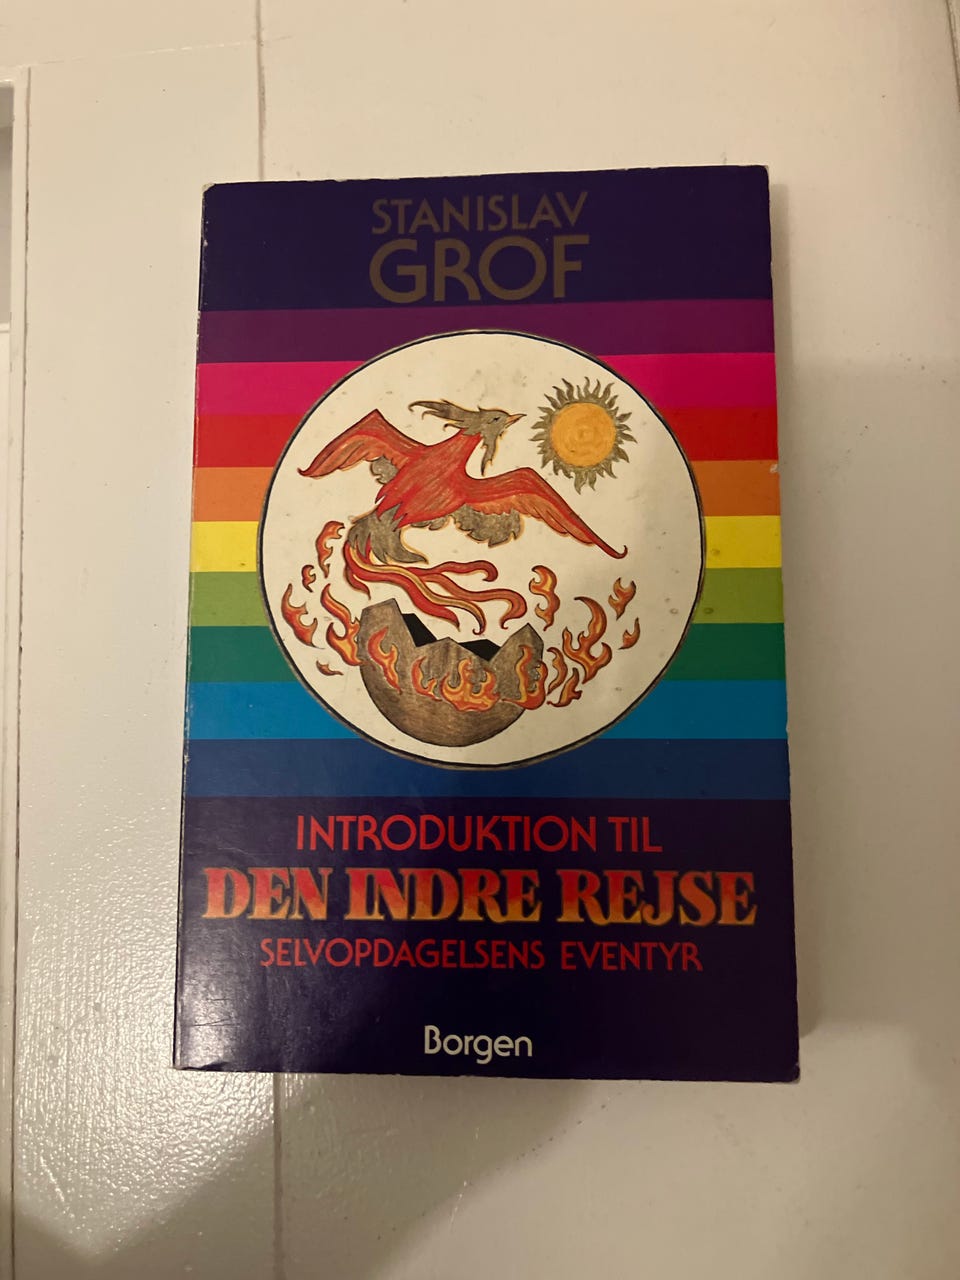 STANISLAV
GROF
INTRODUKTION TIL
DEN INDRE REJSE
SELVOPDAGELSENS EVENTYR
Borgen